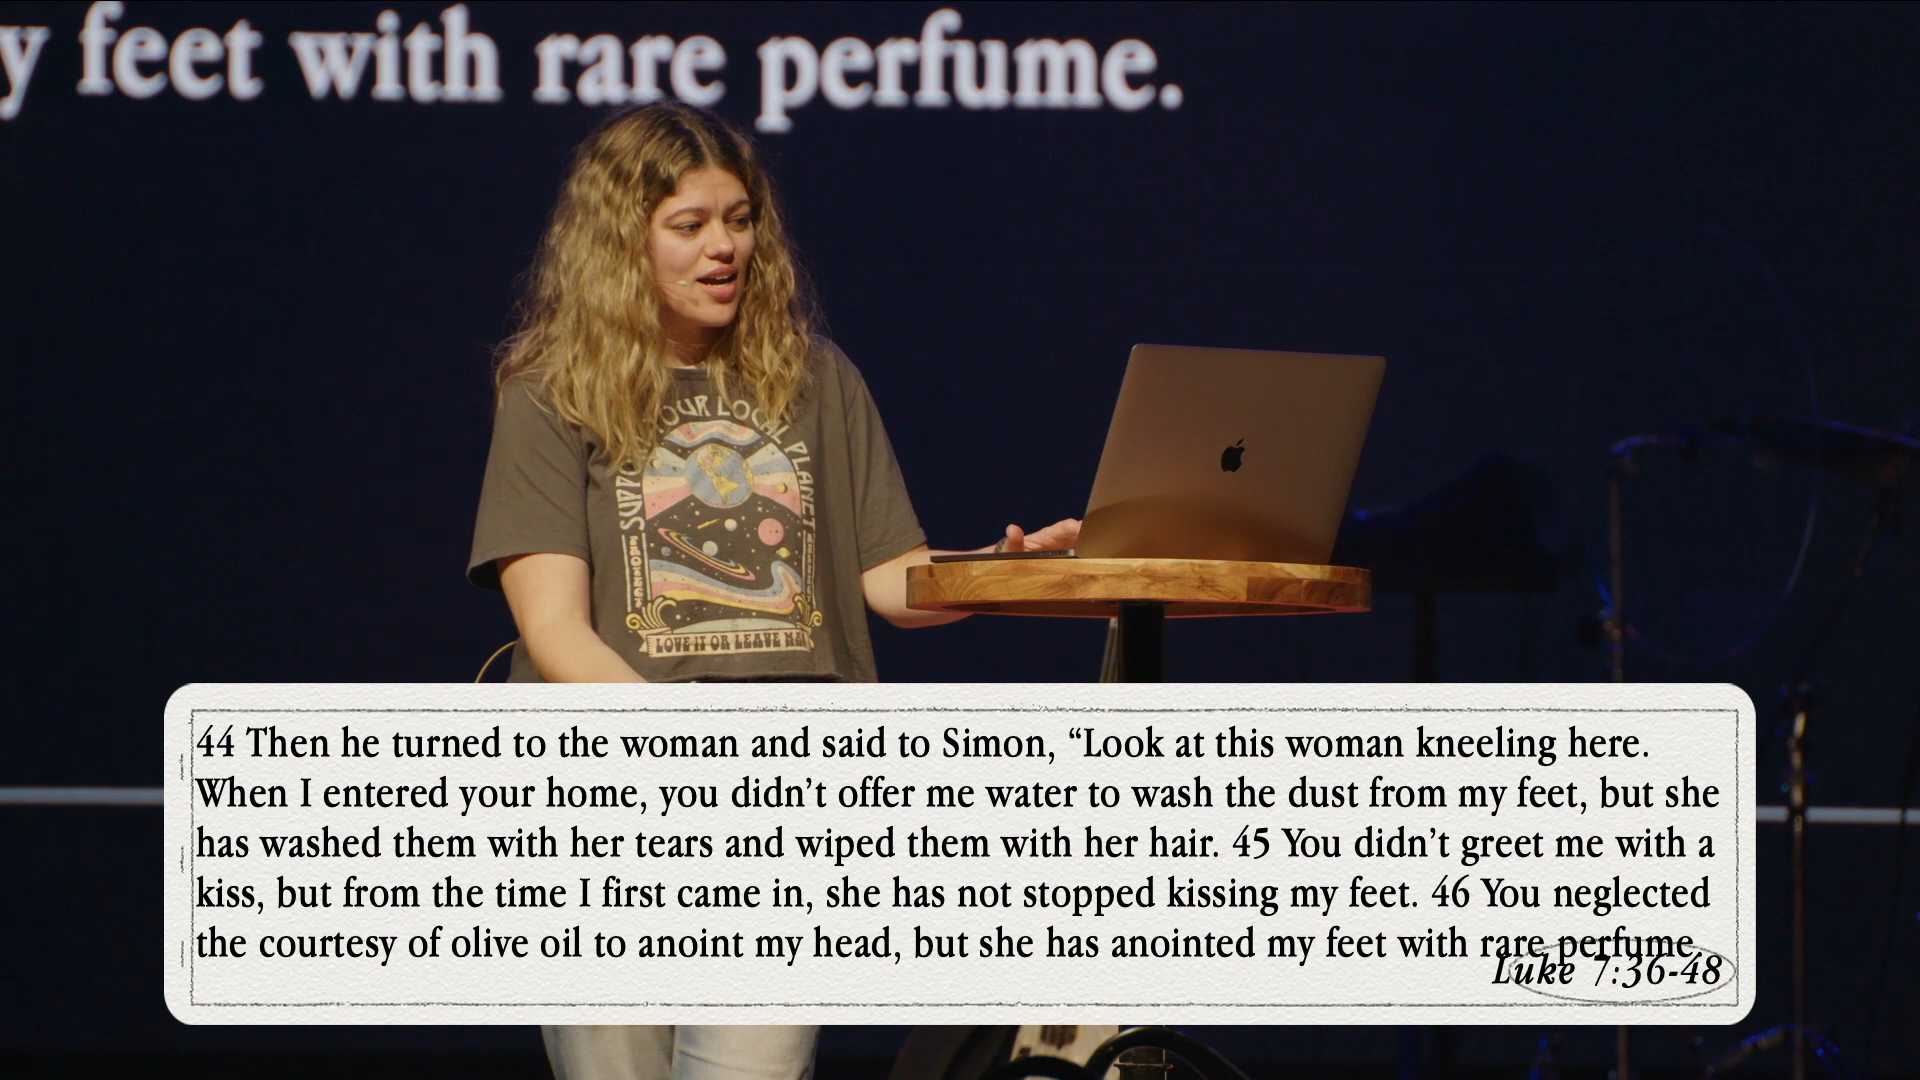 y feet with rare perfume.
OUR LOCAL PLANET
LOVE IT OR LEAVE
44 Then he turned to the woman and said to Simon, “Look at this woman kneeling here.
When I entered your home, you didn’t offer me water to wash the dust from my feet, but she
has washed them with her tears and wiped them with her hair. 45 You didn’t greet me with a
kiss, but from the time I first came in, she has not stopped kissing my feet. 46 You neglected
the courtesy of olive oil to anoint my head, but she has anointed my feet with rare perfume.
Luke 7:36-48